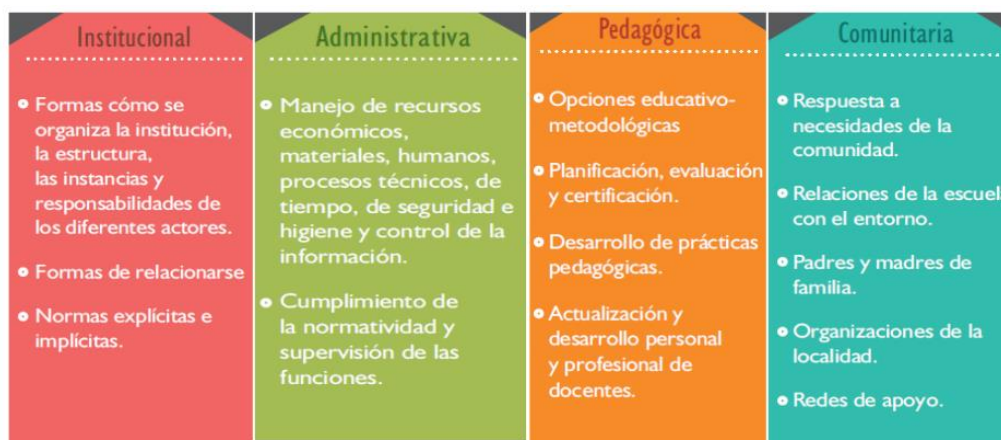 Institucional
Formas cómo se
organiza la institución,
la estructura,
las instancias y
responsabilidades de
los diferentes actores.
Formas de relacionarse
Normas explícitas e
implícitas.
Administrativa
Manejo de recursos
económicos,
materiales, humanos,
procesos técnicos, de
tiempo, de seguridad e
higiene y control de la
información.
Cumplimiento de
la normatividad y
supervisión de las
funciones.
Pedagógica
Opciones educativo-
metodológicas
Planificación, evaluación
y certificación.
Desarrollo de prácticas
pedagógicas.
Actualización y
desarrollo personal
y profesional de
docentes.
Comunitaria
Respuesta a
necesidades de la
comunidad.
Relaciones de la escuela
con el entorno.
Padres y madres de
familia.
Organizaciones de la
localidad.
Redes de apoyo.